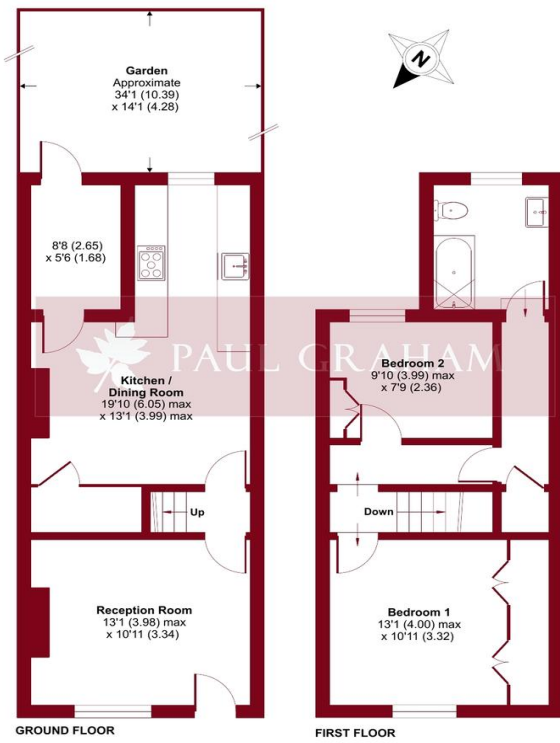 Garden
Approximate
34'1 (10.39)
x 14'1 (4.28)
N
8'8 (2.65)
x 5'6 (1.68)
PAUL GRAHAM
Kitchen /
Dining Room
19'10 (6.05) max
x 13'1 (3.99) max
Up
Reception Room
13'1 (3.98) max
x 10'11 (3.34)
GROUND FLOOR
Bedroom 2
9'10 (3.99) max
x 7'9 (2.36)
Down
Bedroom 1
13'1 (4.00) max
x 10'11 (3.32)
FIRST FLOOR